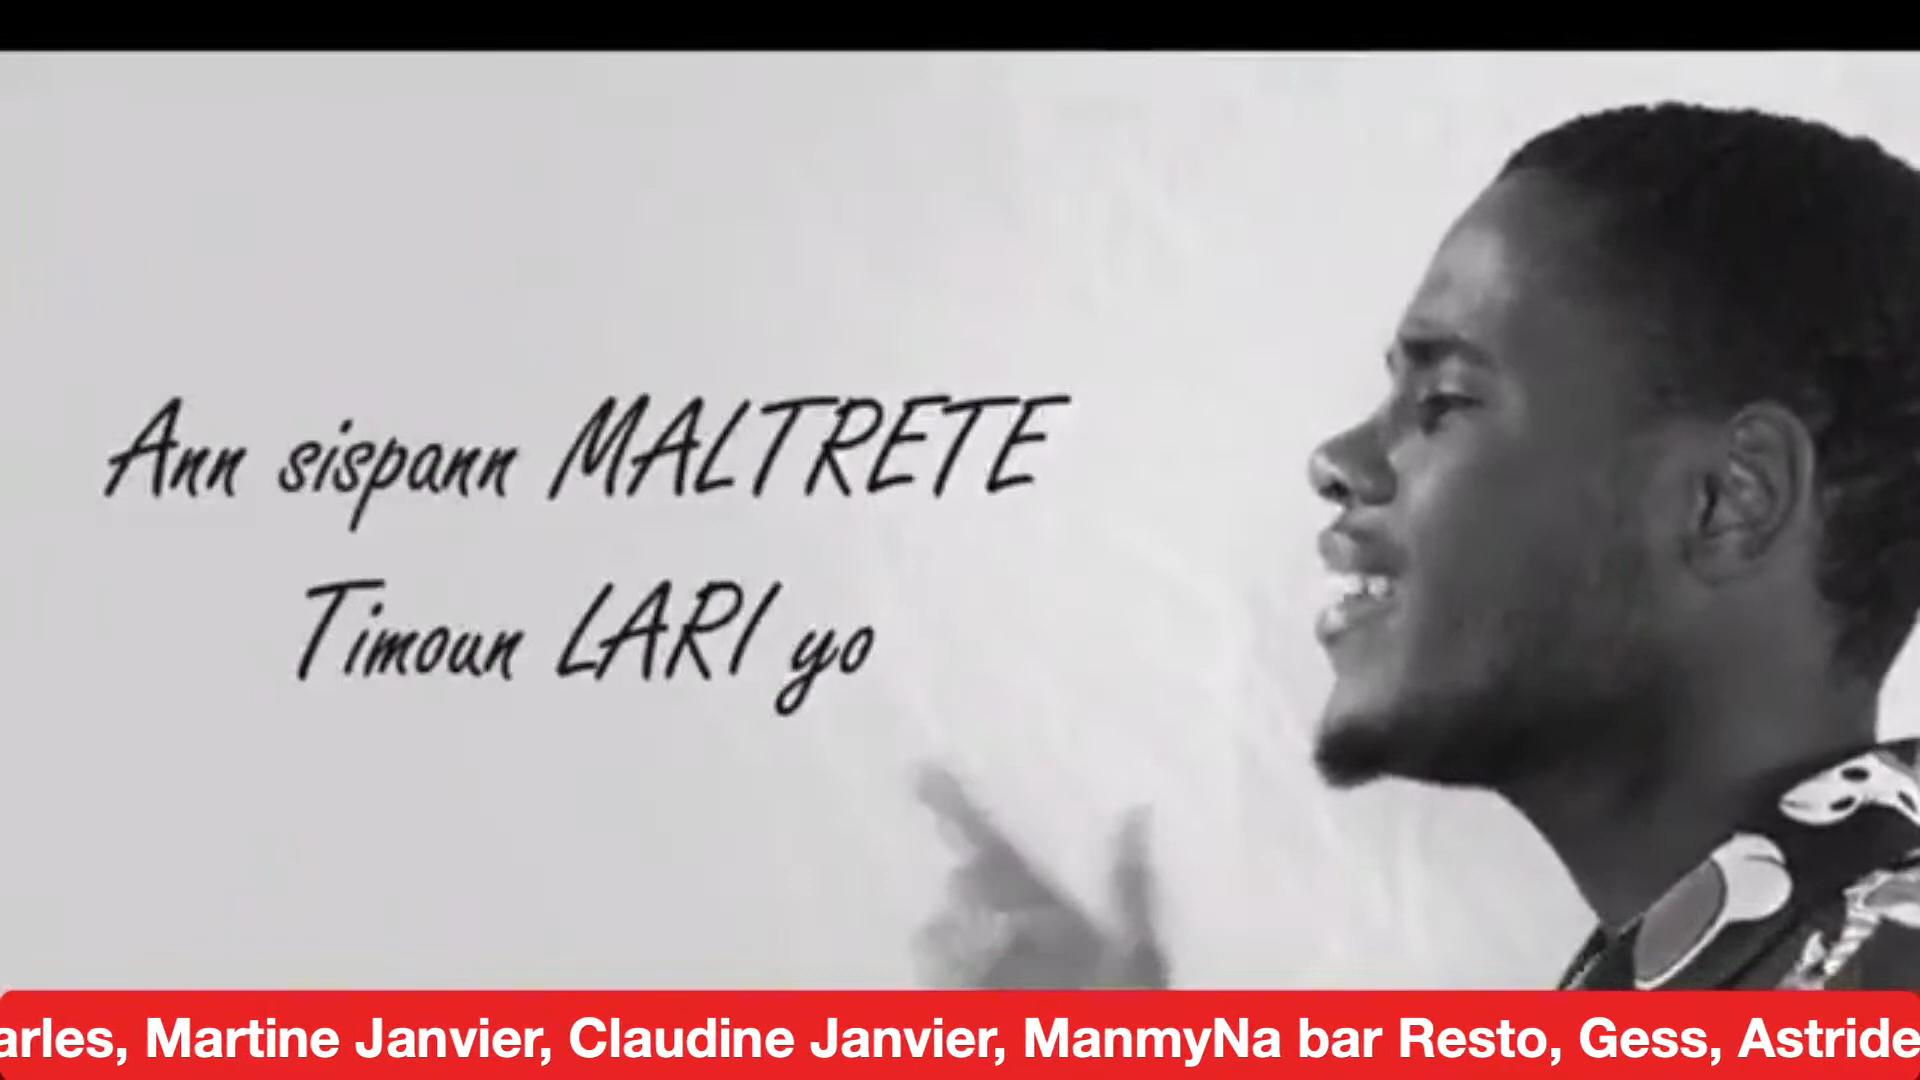 Ann sispann MALTRETE
Timoun LARI yo
arles, Martine Janvier, Claudine Janvier, ManmyNa bar Resto, Gess, Astride